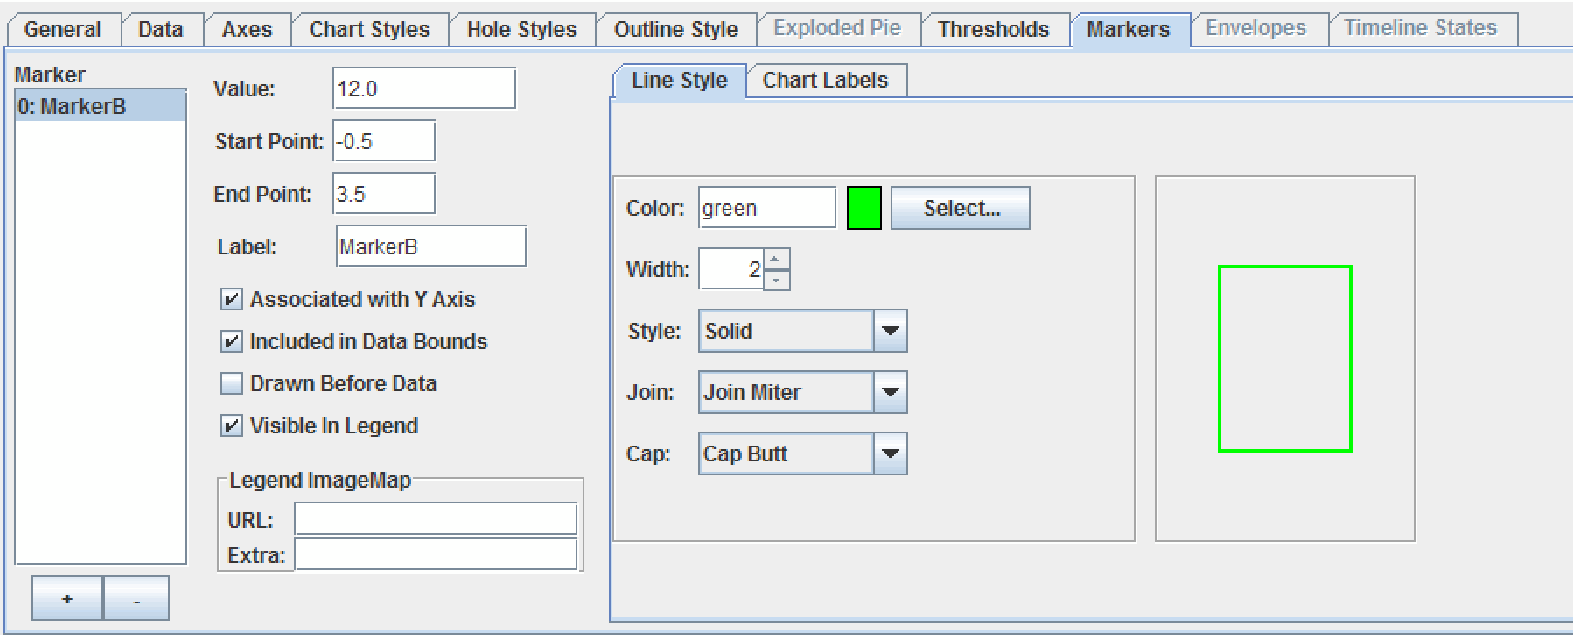 General Data Axes Chart Styles Hole Styles Outline Style Exploded Pie Thresholds Markers Envelopes Timeline States
Marker
0: MarkerB
+ -
Value: 12.0
Start Point: -0.5
End Point: 3.5
Label: MarkerB
Associated with Y Axis
Included in Data Bounds
Drawn Before Data
Visible In Legend
Legend ImageMap
URL:
Extra:
Line Style Chart Labels
Color: green Select...
Width: 2
Style: Solid
Join: Join Miter
Cap: Cap Butt